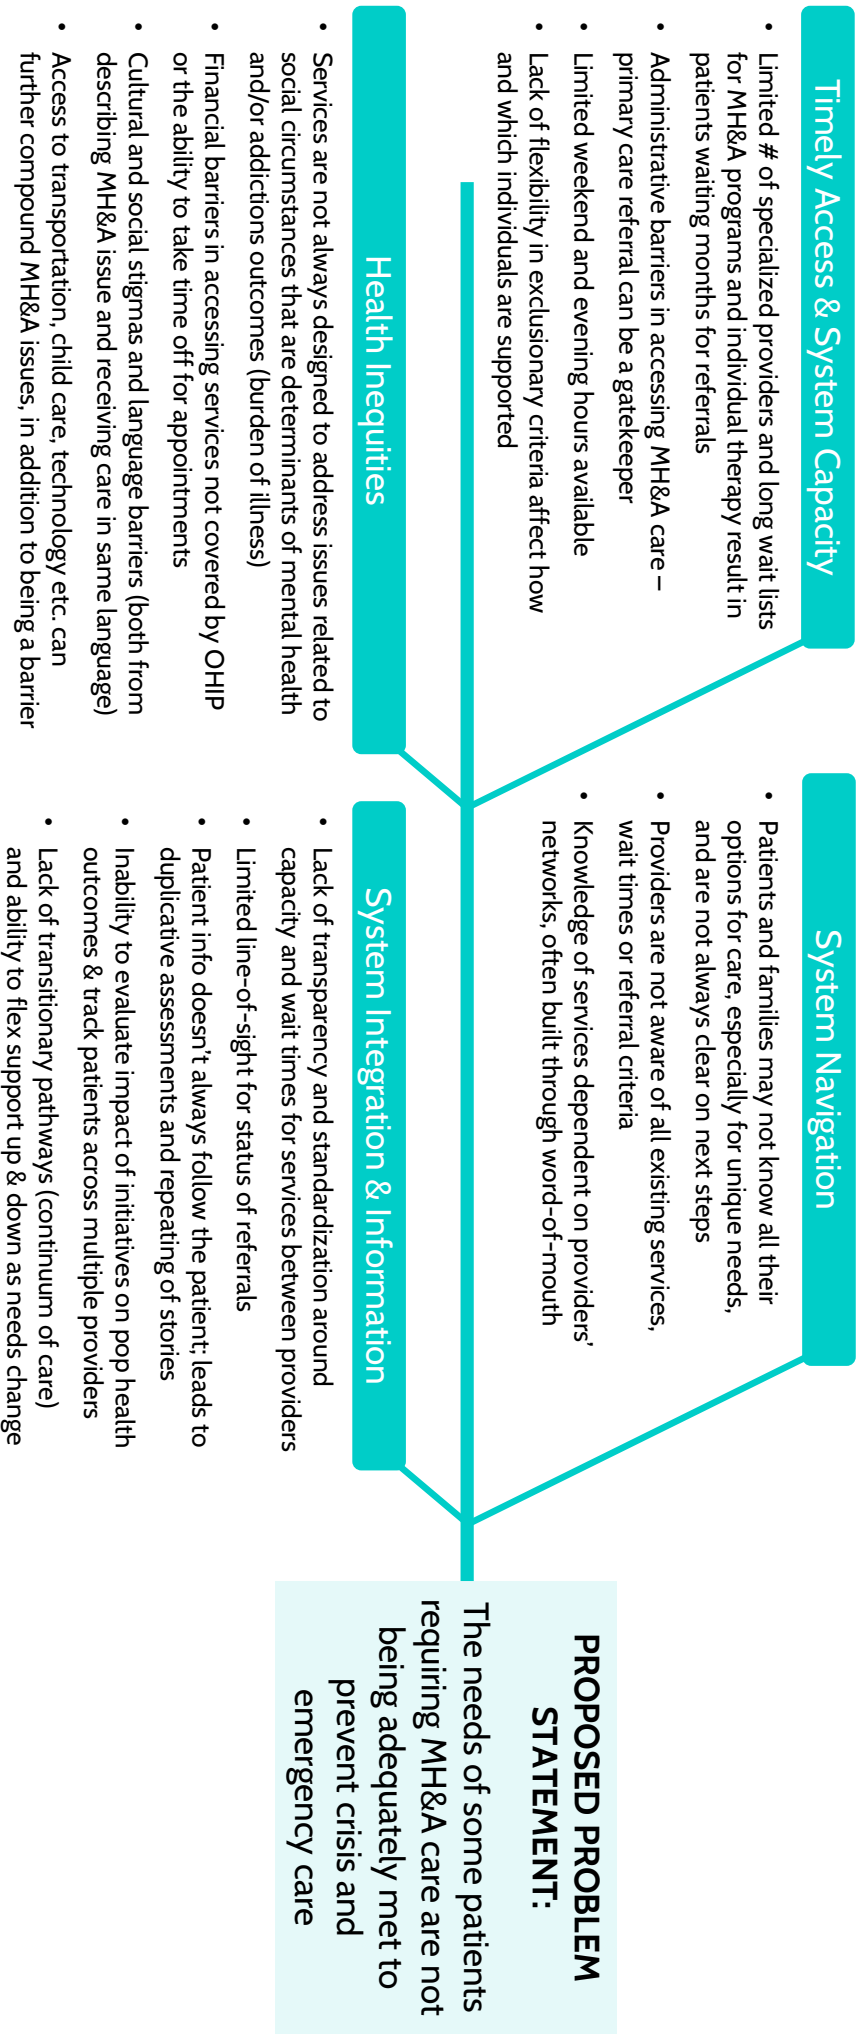 Timely Access & System Capacity
• Limited # of specialized providers and long wait lists
for MH&A programs and individual therapy result in
patients waiting months for referrals
• Administrative barriers in accessing MH&A care –
primary care referral can be a gatekeeper
• Limited weekend and evening hours available
• Lack of flexibility in exclusionary criteria affect how
and which individuals are supported
System Navigation
• Patients and families may not know all their
options for care, especially for unique needs,
and are not always clear on next steps
• Providers are not aware of all existing services,
wait times or referral criteria
• Knowledge of services dependent on providers’
networks, often built through word-of-mouth
Health Inequities
• Services are not always designed to address issues related to
social circumstances that are determinants of mental health
and/or addictions outcomes (burden of illness)
• Financial barriers in accessing services not covered by OHIP
or the ability to take time off for appointments
• Cultural and social stigmas and language barriers (both from
describing MH&A issue and receiving care in same language)
• Access to transportation, child care, technology etc. can
further compound MH&A issues, in addition to being a barrier
System Integration & Information
• Lack of transparency and standardization around
capacity and wait times for services between providers
• Limited line-of-sight for status of referrals
• Patient info doesn’t always follow the patient; leads to
duplicative assessments and repeating of stories
• Inability to evaluate impact of initiatives on pop health
outcomes & track patients across multiple providers
• Lack of transitionary pathways (continuum of care)
and ability to flex support up & down as needs change
PROPOSED PROBLEM
STATEMENT:
The needs of some patients
requiring MH&A care are not
being adequately met to
prevent crisis and
emergency care